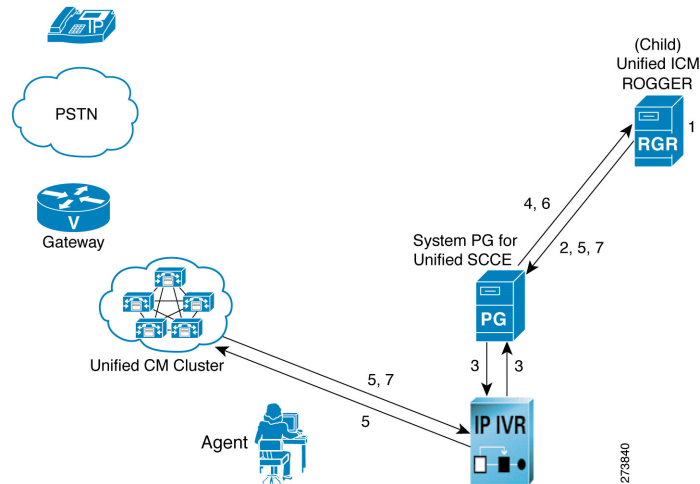 IP
(Child)
Unified ICM
ROGGER
PSTN
1
RGR
V
Gateway
4, 6
System PG for
Unified SCCE
2, 5, 7
PG
Unified CM Cluster
3
3
5, 7
5
IP IVR
Agent
273840